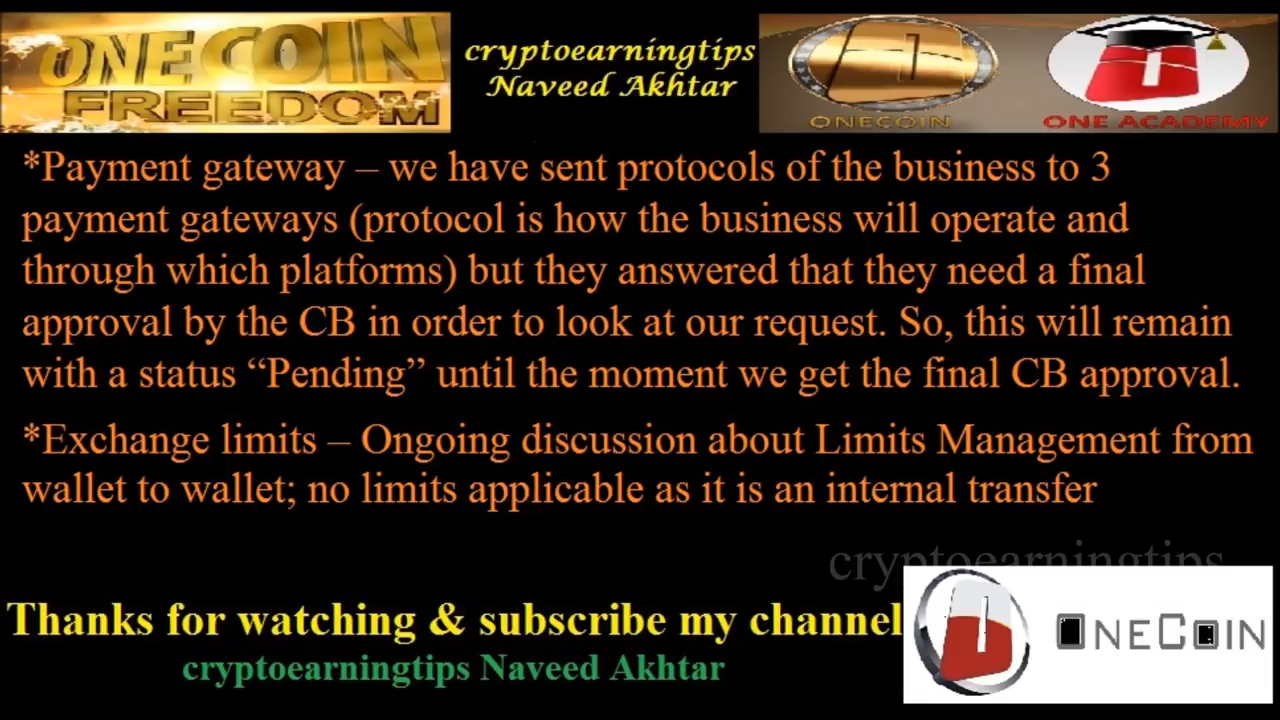 ONE COIN
FREEDOM
cryptoearningtips
Naveed Akhtar
ONECOIN
ONE ACADEMY
*Payment gateway – we have sent protocols of the business to 3
payment gateways (protocol is how the business will operate and
through which platforms) but they answered that they need a final
approval by the CB in order to look at our request. So, this will remain
with a status “Pending” until the moment we get the final CB approval.
*Exchange limits – Ongoing discussion about Limits Management from
wallet to wallet; no limits applicable as it is an internal transfer
cryptoearningtips
Thanks for watching & subscribe my channel
cryptoearningtips Naveed Akhtar
ONECOIN